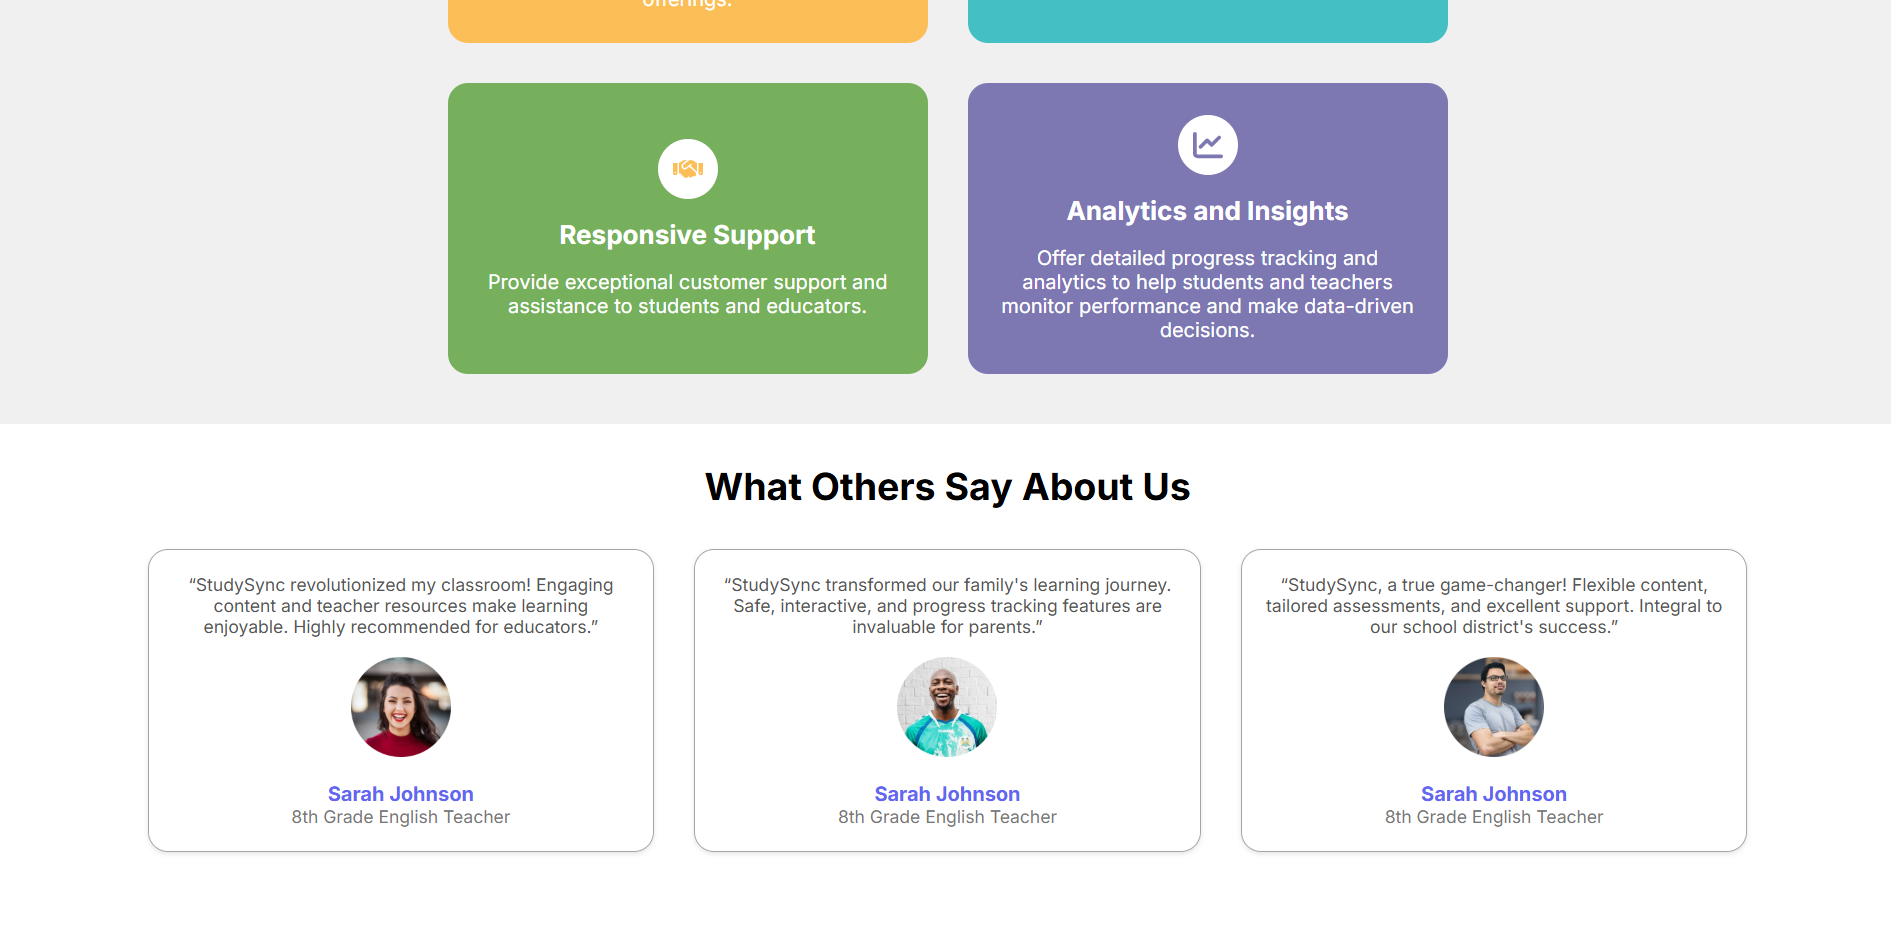 offerings.
Responsive Support
Provide exceptional customer support and
assistance to students and educators.
Analytics and Insights
Offer detailed progress tracking and
analytics to help students and teachers
monitor performance and make data-driven
decisions.
What Others Say About Us
“StudySync revolutionized my classroom! Engaging
content and teacher resources make learning
enjoyable. Highly recommended for educators.”
Sarah Johnson
8th Grade English Teacher
“StudySync transformed our family's learning journey.
Safe, interactive, and progress tracking features are
invaluable for parents.”
Sarah Johnson
8th Grade English Teacher
“StudySync, a true game-changer! Flexible content,
tailored assessments, and excellent support. Integral to
our school district's success.”
Sarah Johnson
8th Grade English Teacher